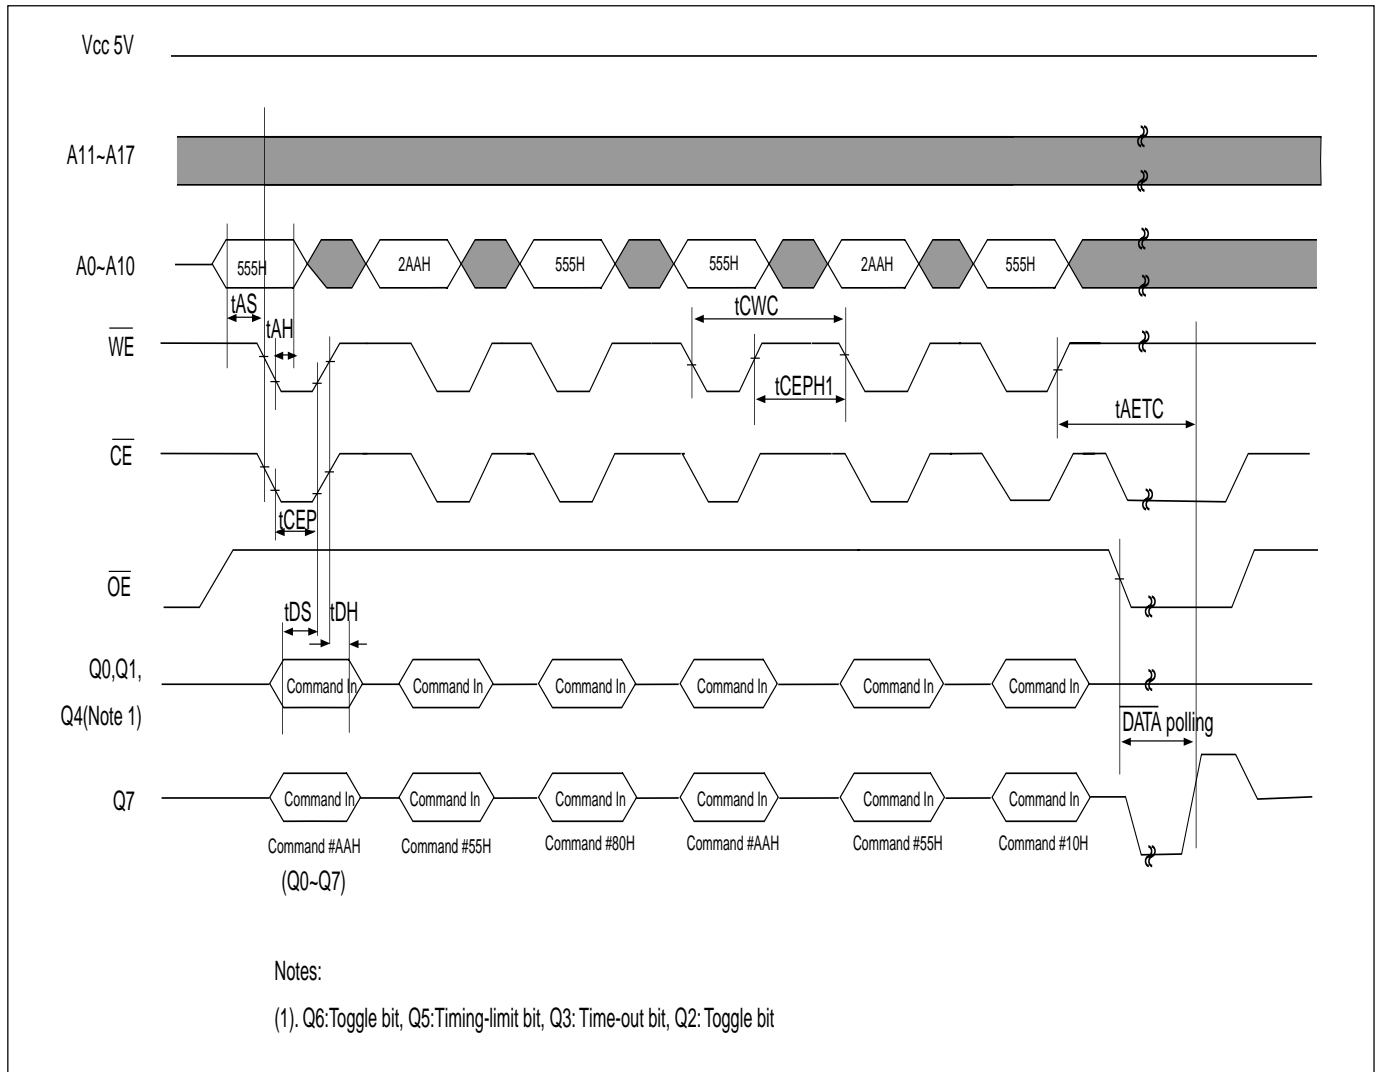 Vcc 5V
A11~A17
A0~A10
555H
2AAH
555H
555H
2AAH
555H
tAS
tAH
tCWC
WE
tCEPH1
tAETC
CE
tCEP
OE
tDS
tDH
Q0,Q1,
Q4(Note 1)
Command In
Command In
Command In
Command In
Command In
Command In
DATA polling
Q7
Command In
Command In
Command In
Command In
Command In
Command In
Command #AAH
Command #55H
Command #80H
Command #AAH
Command #55H
Command #10H
(Q0~Q7)
Notes:
(1). Q6:Toggle bit, Q5:Timing-limit bit, Q3: Time-out bit, Q2: Toggle bit